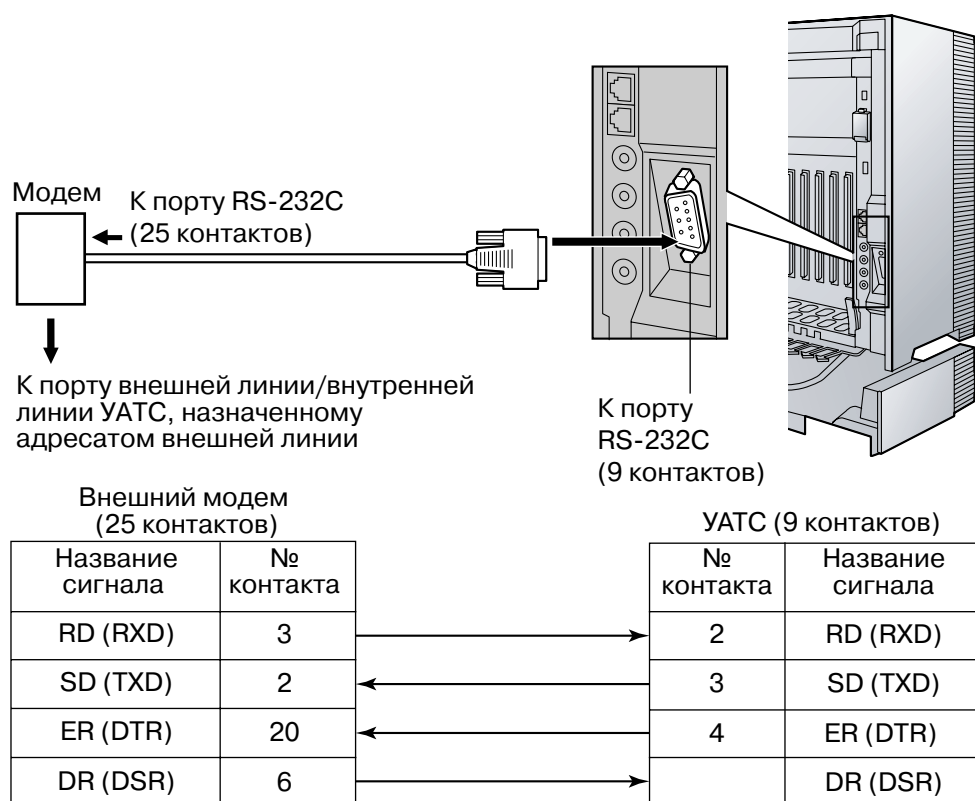 Модем
К порту RS-232C
(25 контактов)
К порту внешней линии/внутренней
линии УАТС, назначенному
адресатом внешней линии
К порту
RS-232C
(9 контактов)
Внешний модем
(25 контактов)
Название
сигнала
№
контакта
RD (RXD) 3
SD (TXD) 2
ER (DTR) 20
DR (DSR) 6
УАТС (9 контактов)
№
контакта
Название
сигнала
2 RD (RXD)
3 SD (TXD)
4 ER (DTR)
DR (DSR)